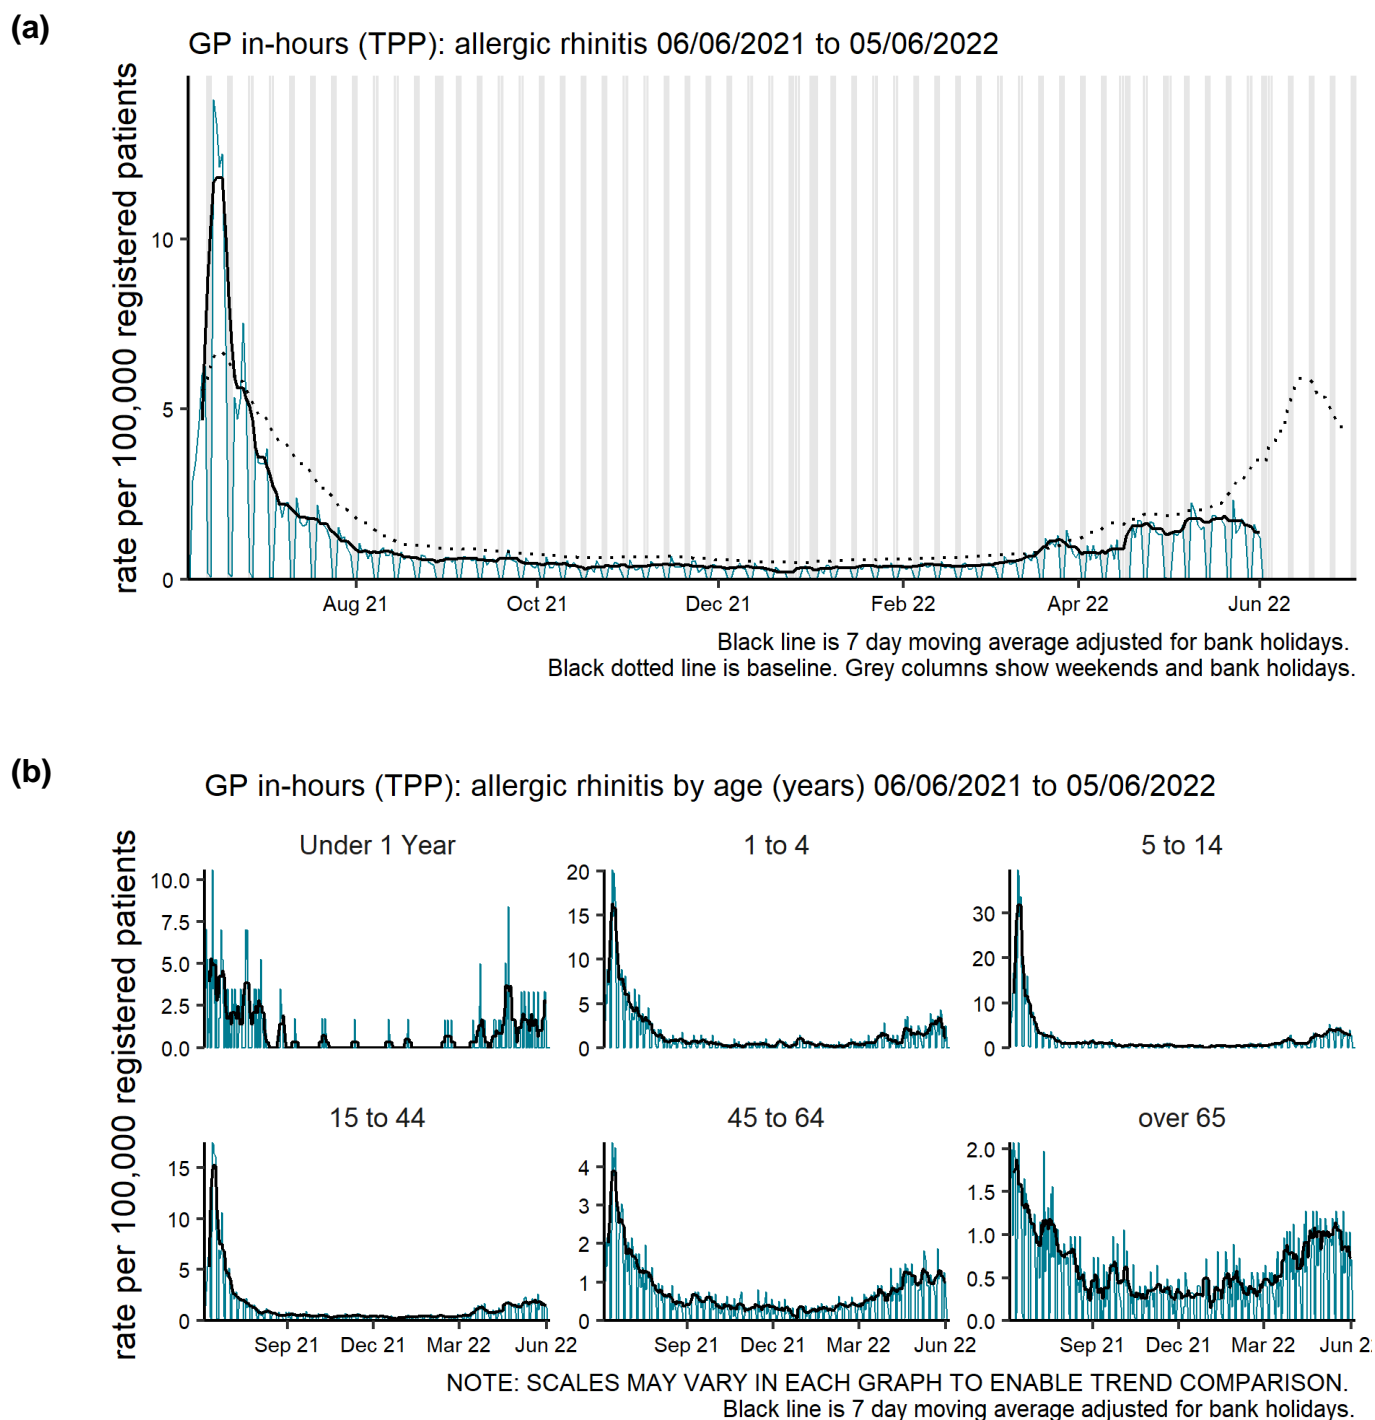 (a)
GP in-hours (TPP): allergic rhinitis 06/06/2021 to 05/06/2022
rate per 100,000 registered patients
10
5
0
Aug 21 Oct 21 Dec 21 Feb 22 Apr 22 Jun 22
Black line is 7 day moving average adjusted for bank holidays.
Black dotted line is baseline. Grey columns show weekends and bank holidays.
(b)
GP in-hours (TPP): allergic rhinitis by age (years) 06/06/2021 to 05/06/2022
rate per 100,000 registered patients
Under 1 Year
10.0
7.5
5.0
2.5
0.0
1 to 4
20
15
10
5
0
5 to 14
30
20
10
0
15 to 44
15
10
5
0
Sep 21 Dec 21 Mar 22 Jun 22
45 to 64
4
3
2
1
0
Sep 21 Dec 21 Mar 22 Jun 22
over 65
2.0
1.5
1.0
0.5
0.0
Sep 21 Dec 21 Mar 22 Jun 2
NOTE: SCALES MAY VARY IN EACH GRAPH TO ENABLE TREND COMPARISON.
Black line is 7 day moving average adjusted for bank holidays.